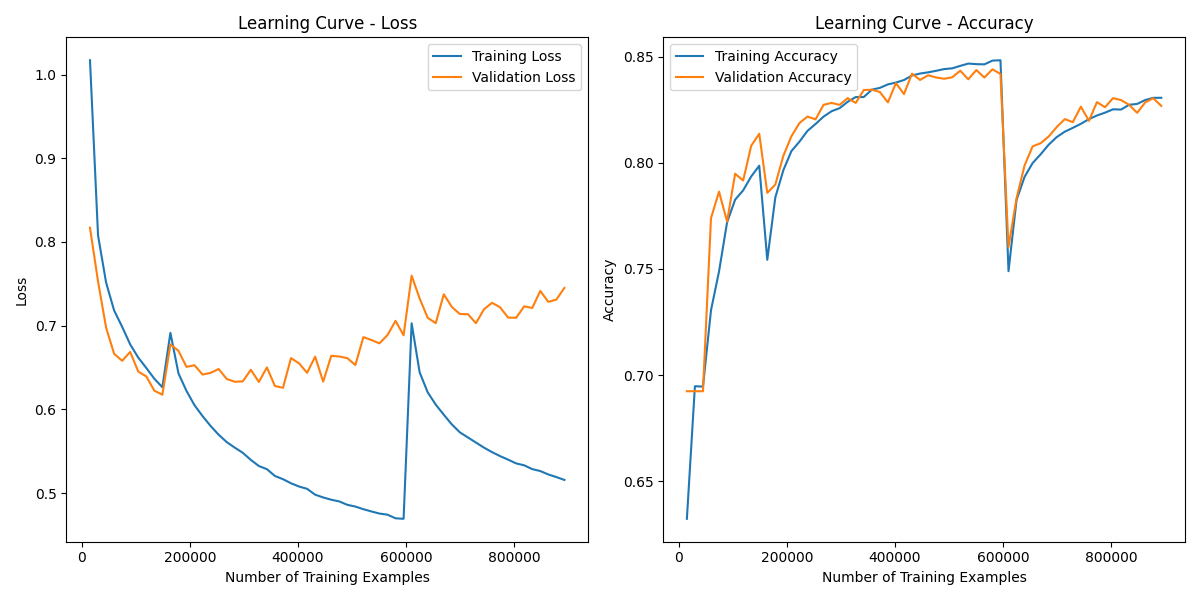 Learning Curve - Loss
Training Loss
Validation Loss
1.0
0.9
0.8
0.7
0.6
0.5
Loss
0
200000
400000
600000
800000
Number of Training Examples
Learning Curve - Accuracy
Training Accuracy
Validation Accuracy
0.85
0.80
0.75
0.70
0.65
Accuracy
0
200000
400000
600000
800000
Number of Training Examples